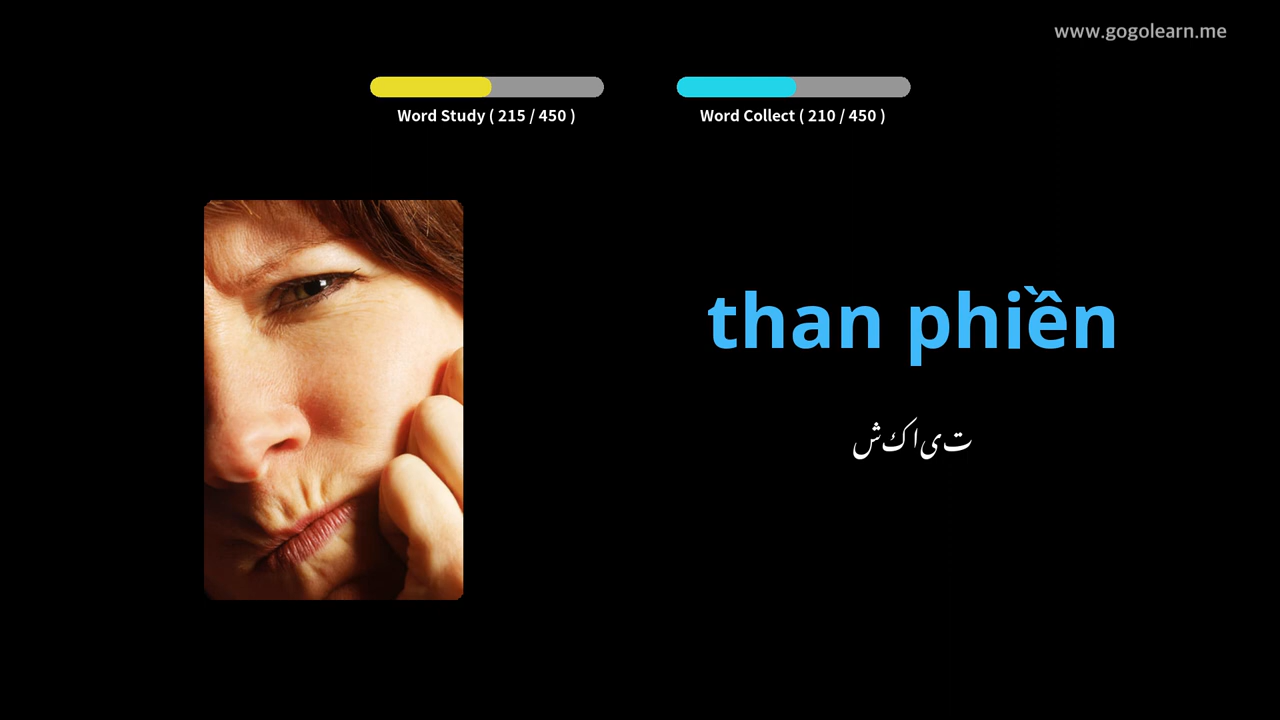 www.gogolearn.me
Word Study ( 215 / 450 )
Word Collect ( 210 / 450 )
than phiền
شکایت